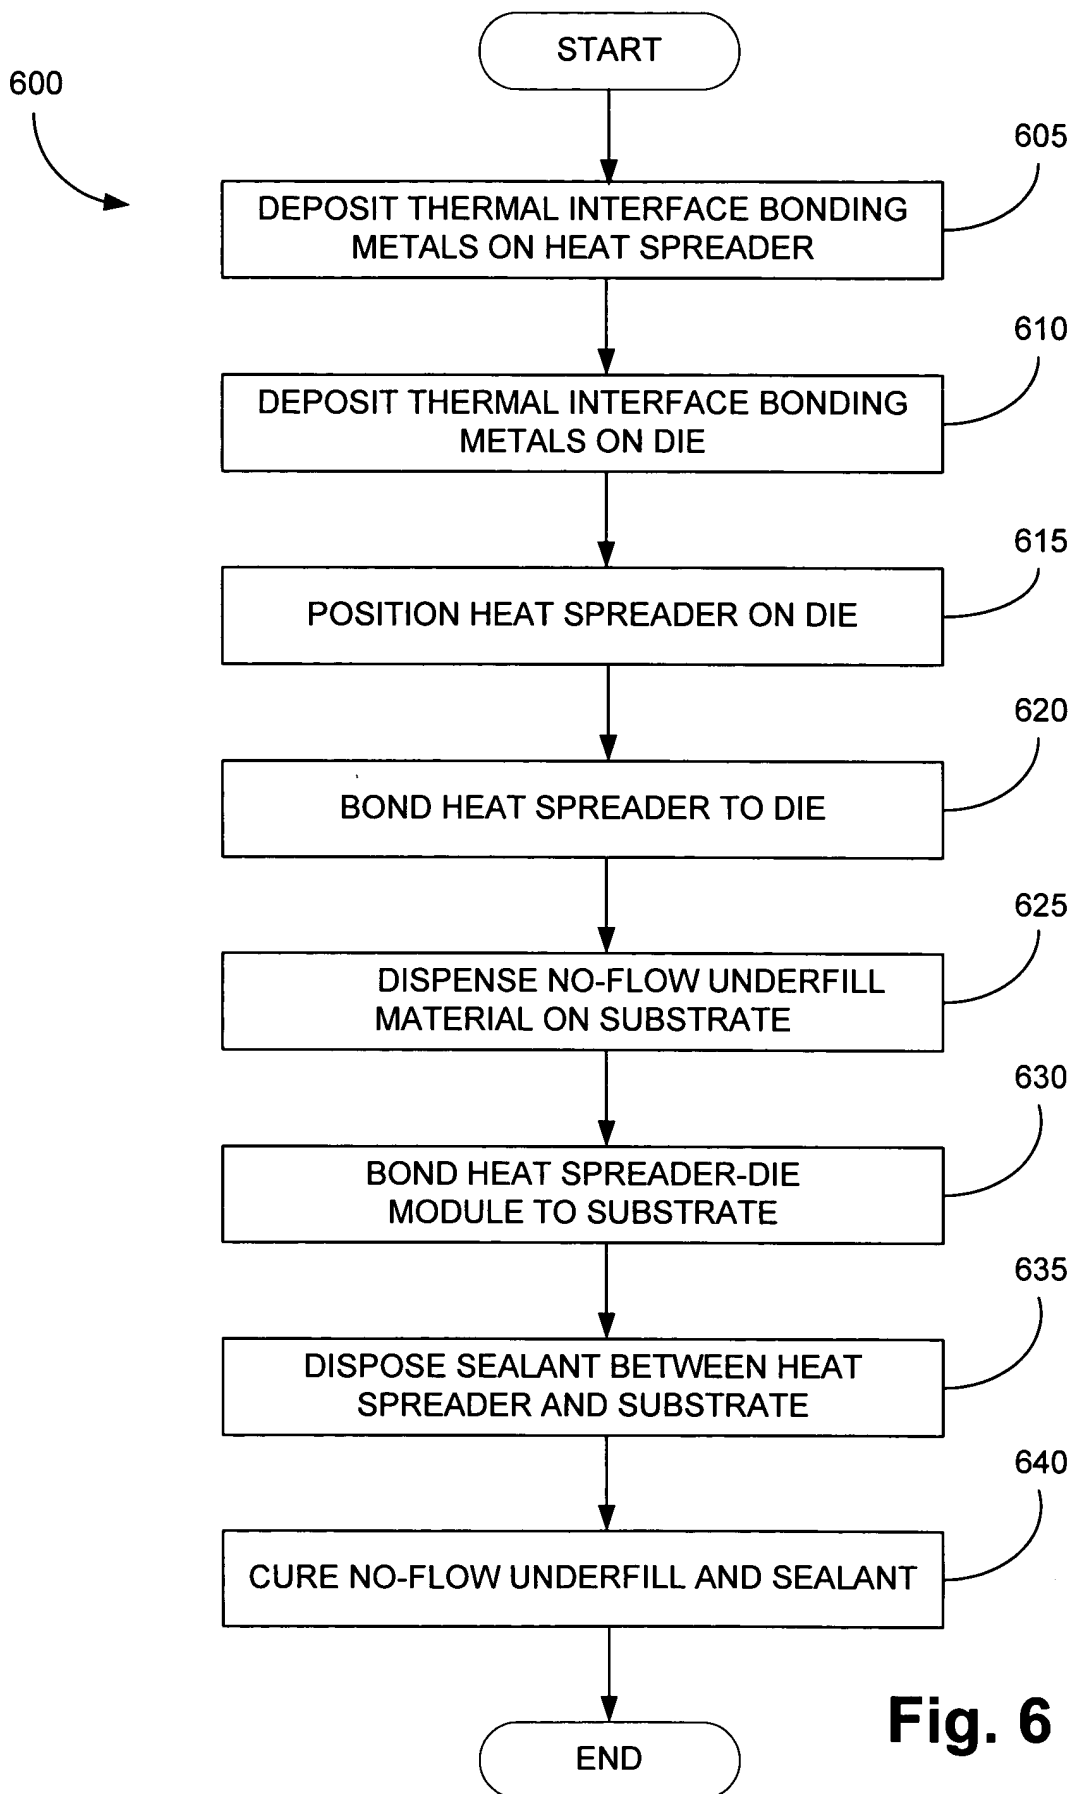 START
600
605
DEPOSIT THERMAL INTERFACE BONDING
METALS ON HEAT SPREADER
610
DEPOSIT THERMAL INTERFACE BONDING
METALS ON DIE
615
POSITION HEAT SPREADER ON DIE
620
BOND HEAT SPREADER TO DIE
625
DISPENSE NO-FLOW UNDERFILL
MATERIAL ON SUBSTRATE
630
BOND HEAT SPREADER-DIE
MODULE TO SUBSTRATE
635
DISPOSE SEALANT BETWEEN HEAT
SPREADER AND SUBSTRATE
640
CURE NO-FLOW UNDERFILL AND SEALANT
Fig. 6
END